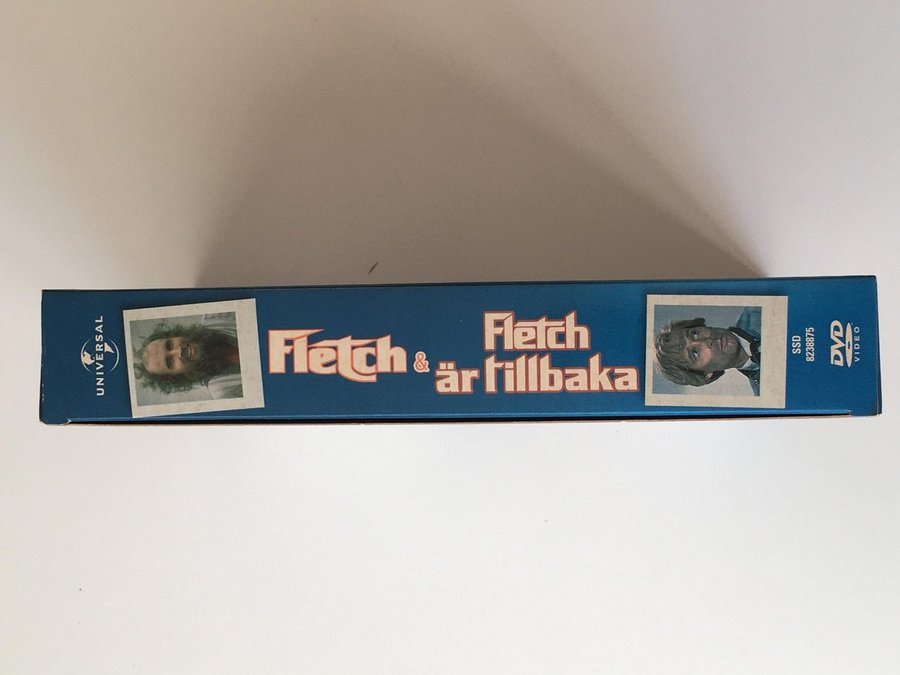 UNIVERSAL
Fletch &
Fletch
är tillbaka
SSD
8238875
DVD
VIDEO